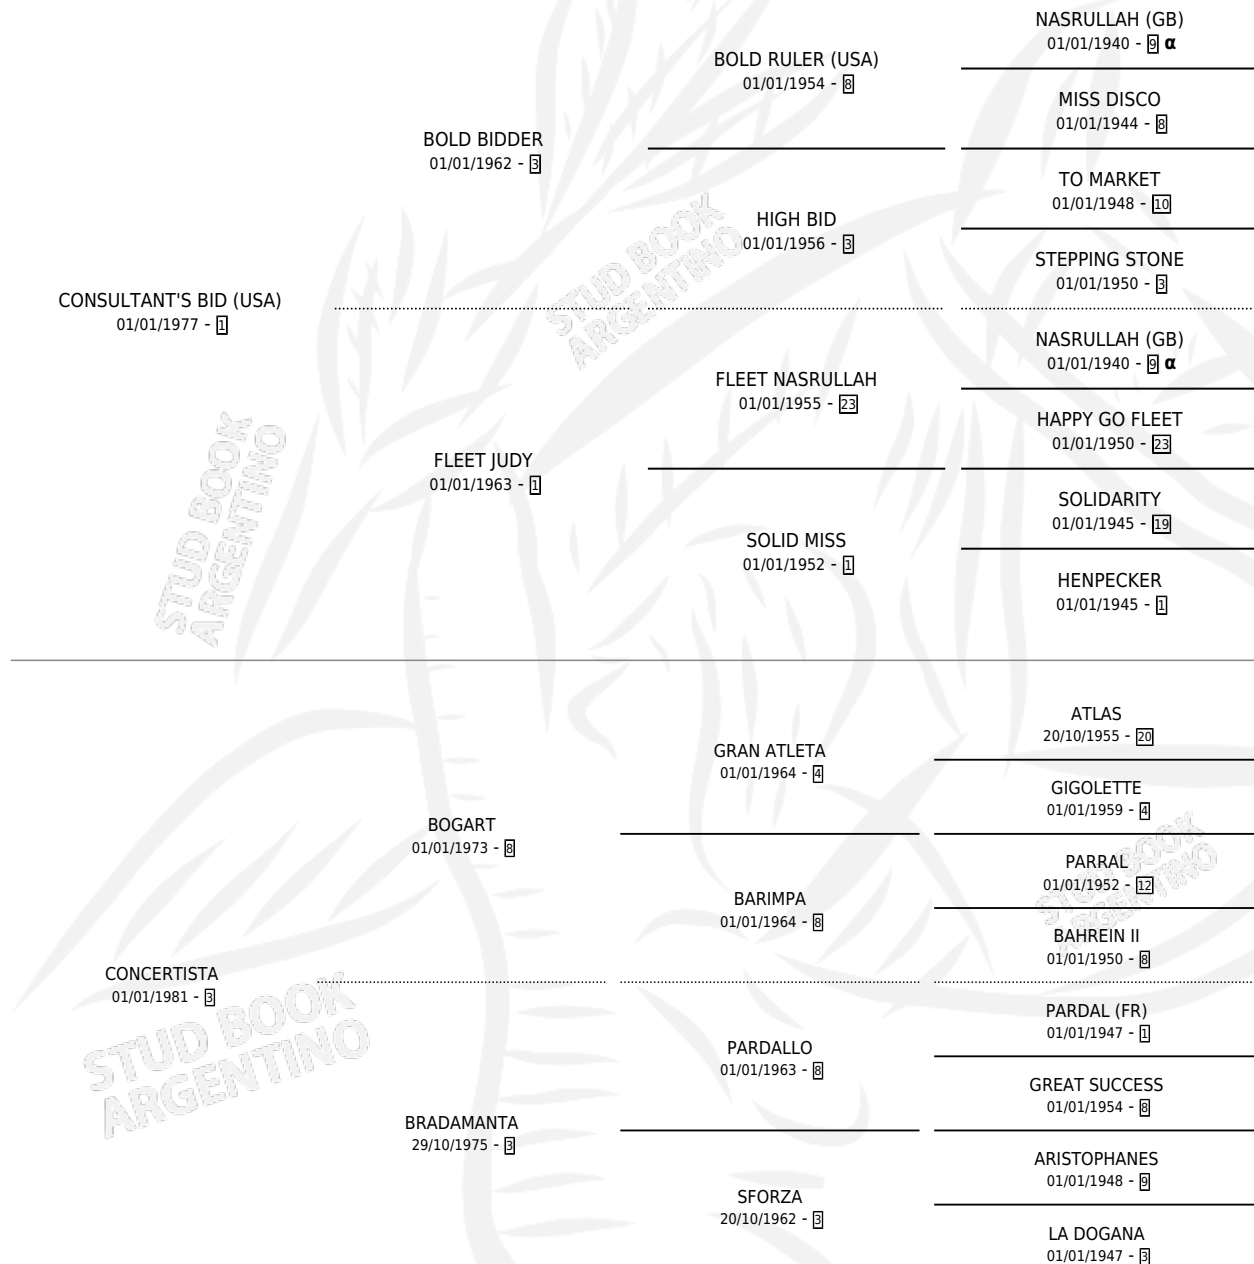 NASRULLAH (GB)
01/01/1940 - 9 α
BOLD RULER (USA)
01/01/1954 - 8
MISS DISCO
01/01/1944 - 8
BOLD BIDDER
01/01/1962 - 3
TO MARKET
01/01/1948 - 10
HIGH BID
01/01/1956 - 3
STEPPING STONE
01/01/1950 - 3
CONSULTANT'S BID (USA)
01/01/1977 - 1
NASRULLAH (GB)
01/01/1940 - 9 α
FLEET NASRULLAH
01/01/1955 - 23
HAPPY GO FLEET
01/01/1950 - 23
FLEET JUDY
01/01/1963 - 1
SOLIDARITY
01/01/1945 - 19
SOLID MISS
01/01/1952 - 1
HENPECKER
01/01/1945 - 1
STUD BOOK
ARGENTINO
STUD BOOK
ARGENTINO
ATLAS
20/10/1955 - 20
GRAN ATLETA
01/01/1964 - 4
GIGOLETTE
01/01/1959 - 4
BOGART
01/01/1973 - 8
PARRAL
01/01/1952 - 12
BARIMPA
01/01/1964 - 8
BAHREIN II
01/01/1950 - 8
CONCERTISTA
01/01/1981 - 3
PARDAL (FR)
01/01/1947 - 1
PARDALLO
01/01/1963 - 8
GREAT SUCCESS
01/01/1954 - 8
BRADAMANTA
29/10/1975 - 3
ARISTOPHANES
01/01/1948 - 9
SFORZA
20/10/1962 - 3
LA DOGANA
01/01/1947 - 3
STUD BOOK
ARGENTINO
STUD BOOK
ARGENTINO